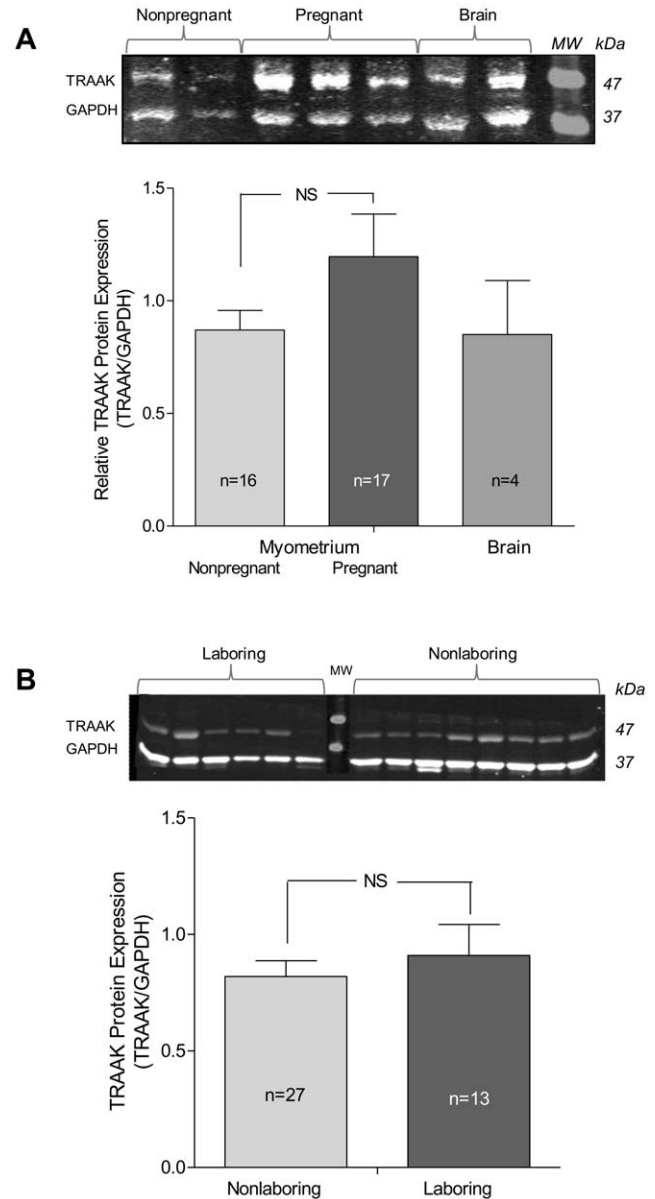 A
Nonpregnant Pregnant Brain
MW kDa
TRAAK 47
GAPDH 37
Relative TRAAK Protein Expression
(TRAAK/GAPDH)
1.5
1.0
0.5
0.0
NS
n=16 n=17 n=4
Myometrium Brain
Nonpregnant Pregnant
B
Laboring MW Nonlaboring
kDa
TRAAK 47
GAPDH 37
TRAAK Protein Expression
(TRAAK/GAPDH)
1.5
1.0
0.5
0.0
NS
n=27 n=13
Nonlaboring Laboring